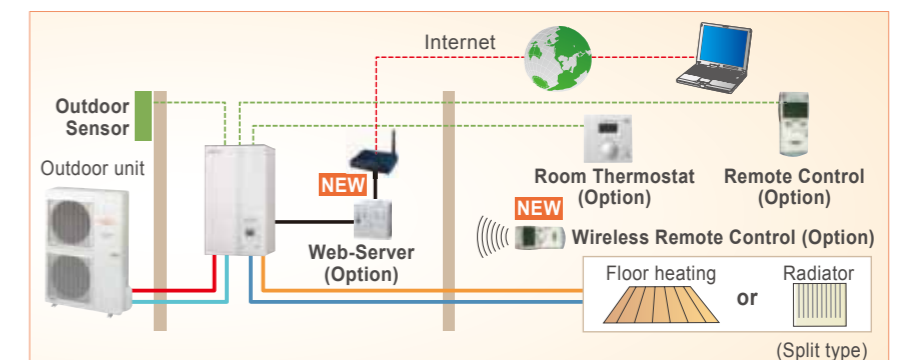 Internet
Outdoor
Sensor
Outdoor unit
NEW
Web-Server
(Option)
Room Thermostat
(Option)
Remote Control
(Option)
NEW
Wireless Remote Control (Option)
Floor heating
or
Radiator
(Split type)